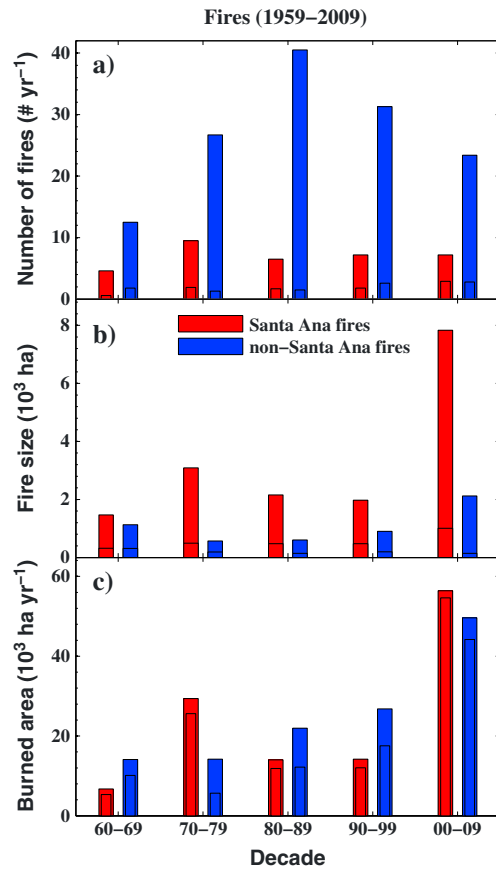 Fires (1959−2009)
a)
Number of fires (# yr⁻¹)
40
30
20
10
0
b)
Santa Ana fires
non−Santa Ana fires
Fire size (10³ ha)
8
6
4
2
0
c)
Burned area (10³ ha yr⁻¹)
60
40
20
0
60−69 70−79 80−89 90−99 00−09
Decade